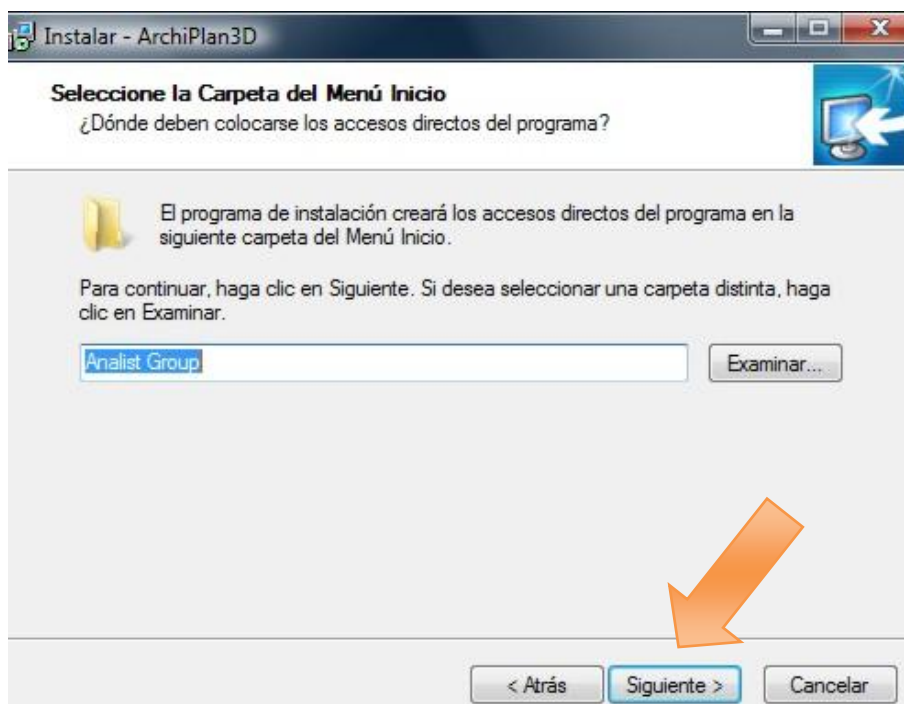 Instalar - ArchiPlan3D
Seleccione la Carpeta del Menú Inicio
¿Dónde deben colocarse los accesos directos del programa?
El programa de instalación creará los accesos directos del programa en la
siguiente carpeta del Menú Inicio.
Para continuar, haga clic en Siguiente. Si desea seleccionar una carpeta distinta, haga
clic en Examinar.
Analist Group
Examinar...
< Atrás
Siguiente >
Cancelar